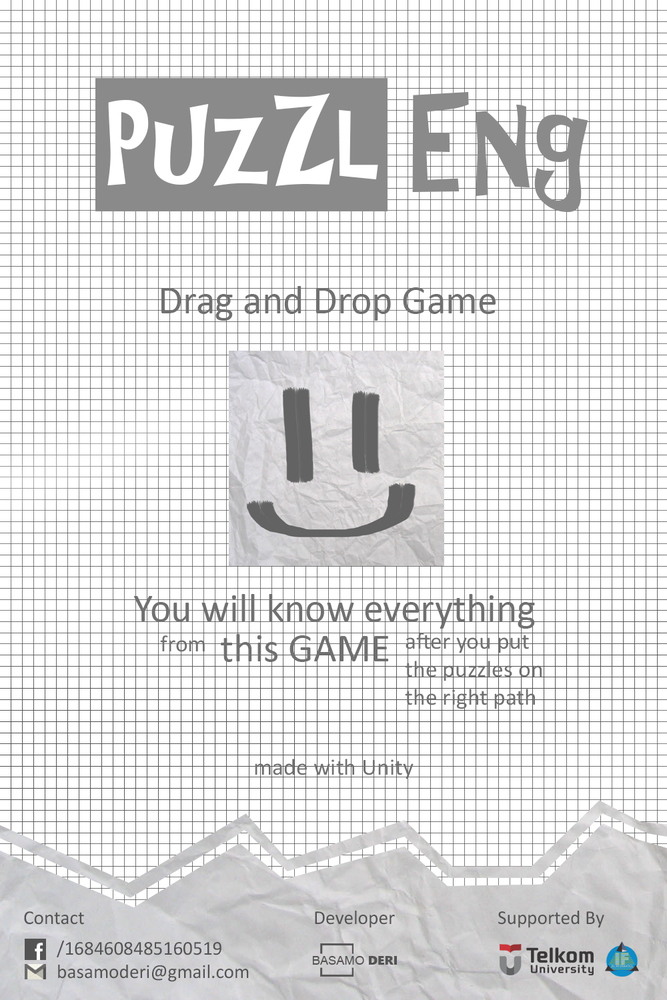 PUZZL ENg
Drag and Drop Game
You will know everything
from this GAME after you put
the puzzles on
the right path
made with Unity
Contact
/1684608485160519
basamoderi@gmail.com
Developer
BASAMO DERI
Supported By
Telkom
University
IF